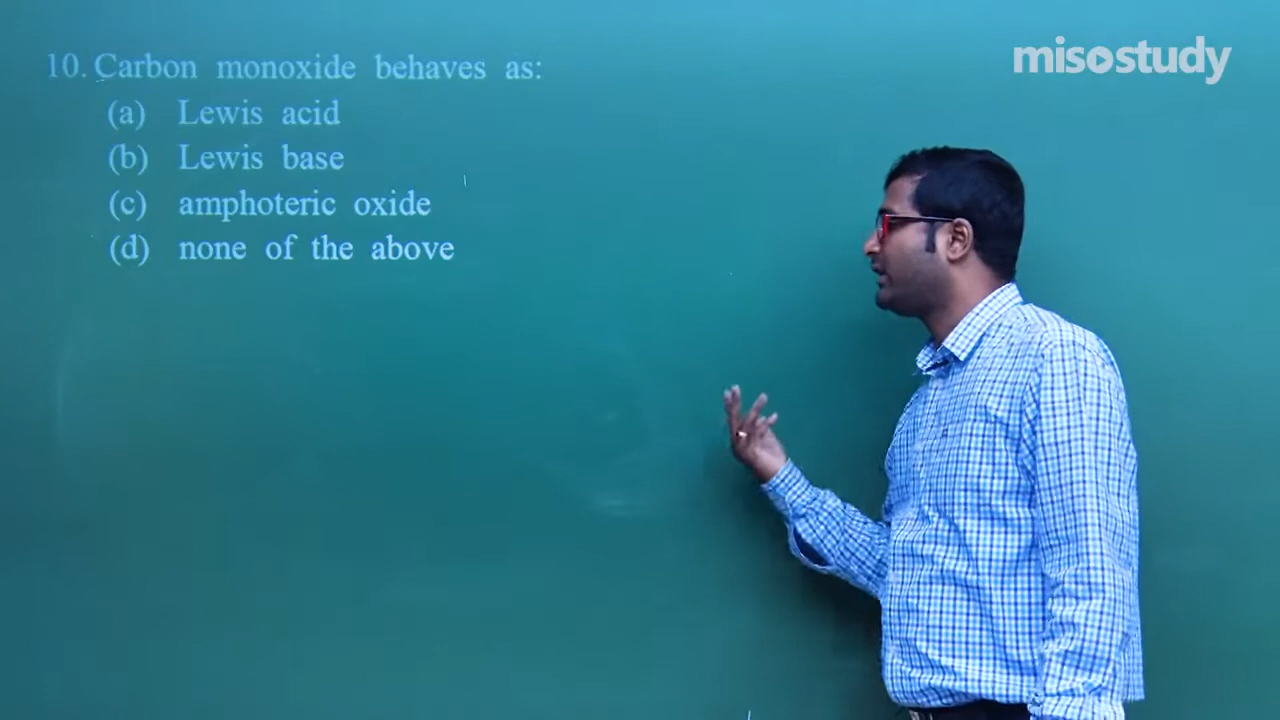 misostudy
10. Carbon monoxide behaves as:
(a) Lewis acid
(b) Lewis base
(c) amphoteric oxide
(d) none of the above